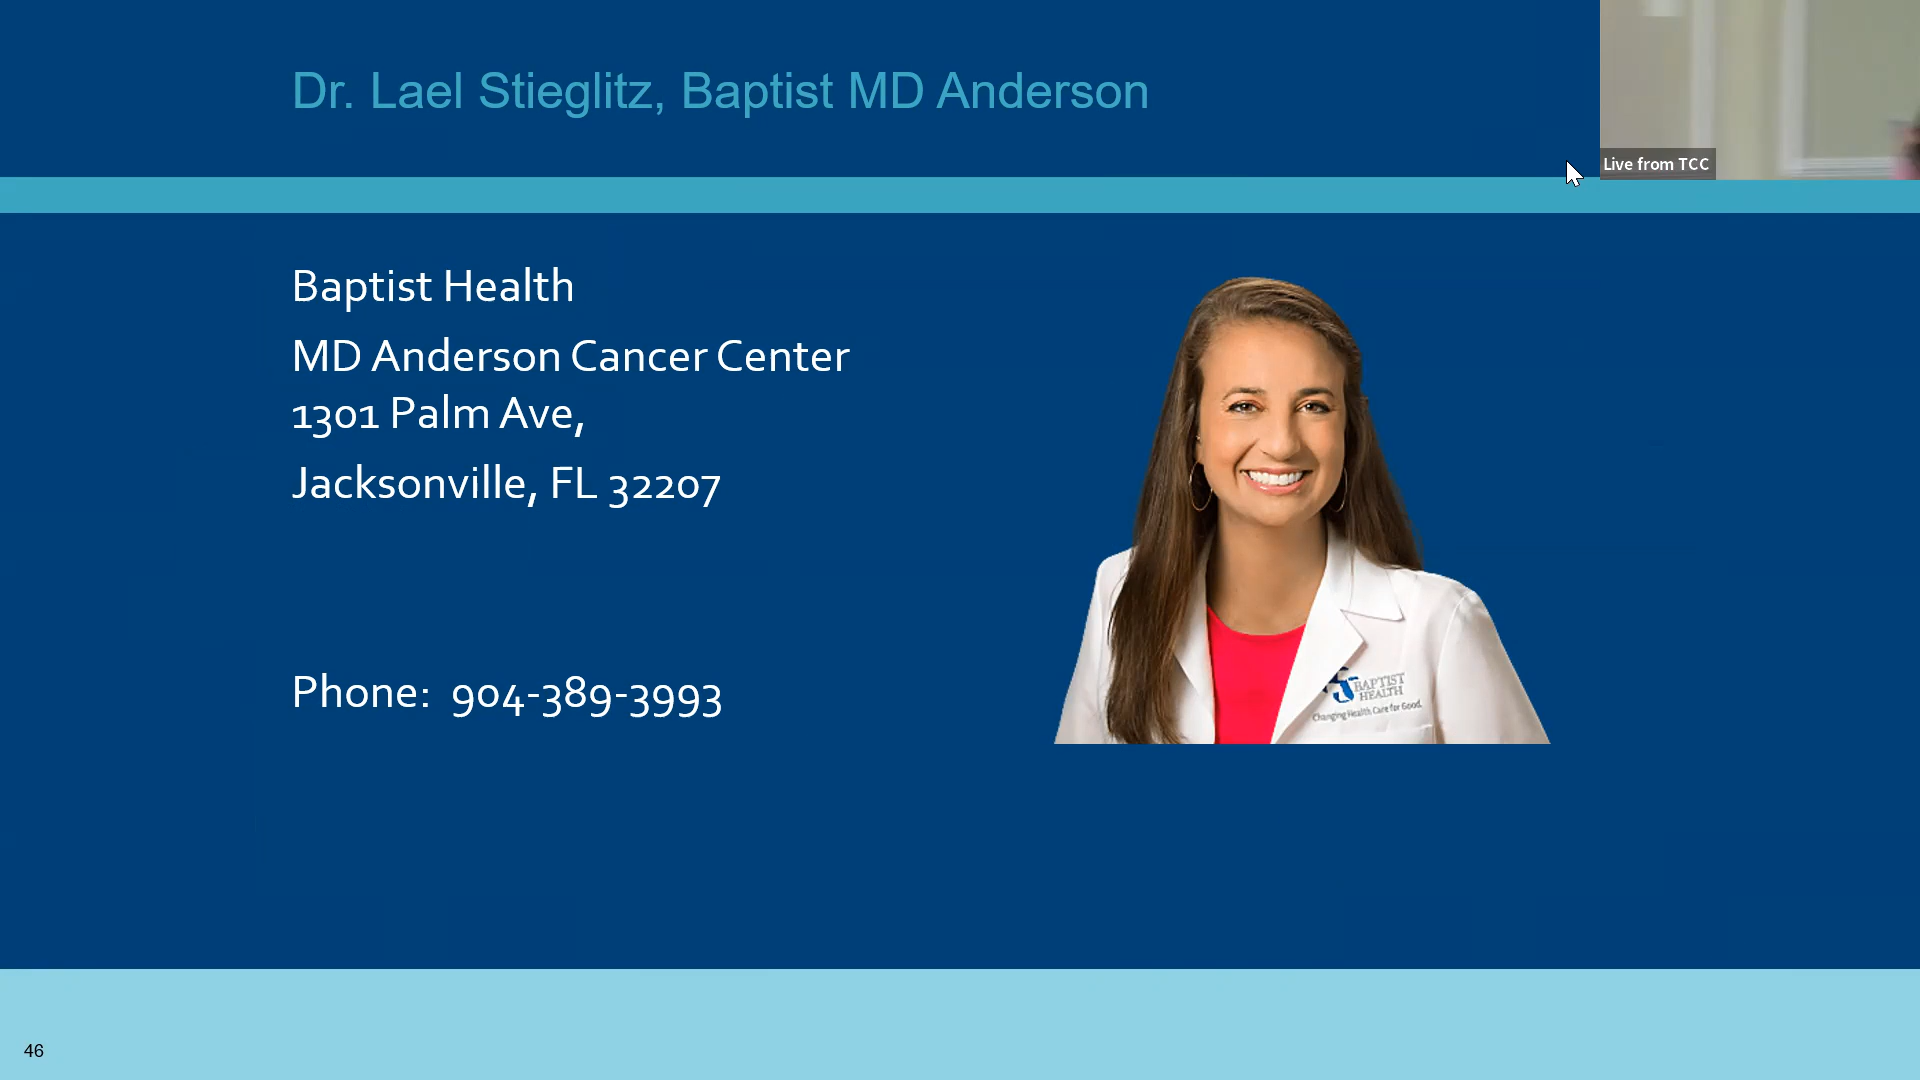 Dr. Lael Stieglitz, Baptist MD Anderson
Live from TCC
Baptist Health
MD Anderson Cancer Center
1301 Palm Ave,
Jacksonville, FL 32207
Phone: 904-389-3993
BAPTIST
HEALTH
Changing Health Care for Good.
46